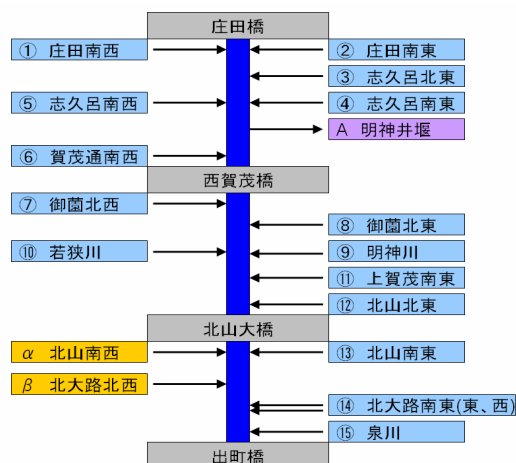 庄田橋
① 庄田南西
② 庄田南東
③ 志久呂北東
⑤ 志久呂南西
④ 志久呂南東
A 明神井堰
⑥ 賀茂通南西
西賀茂橋
⑦ 御薗北西
⑧ 御薗北東
⑩ 若狭川
⑨ 明神川
⑪ 上賀茂南東
⑫ 北山北東
北山大橋
α 北山南西
⑬ 北山南東
β 北大路北西
⑭ 北大路南東(東、西)
⑮ 泉川
出町橋